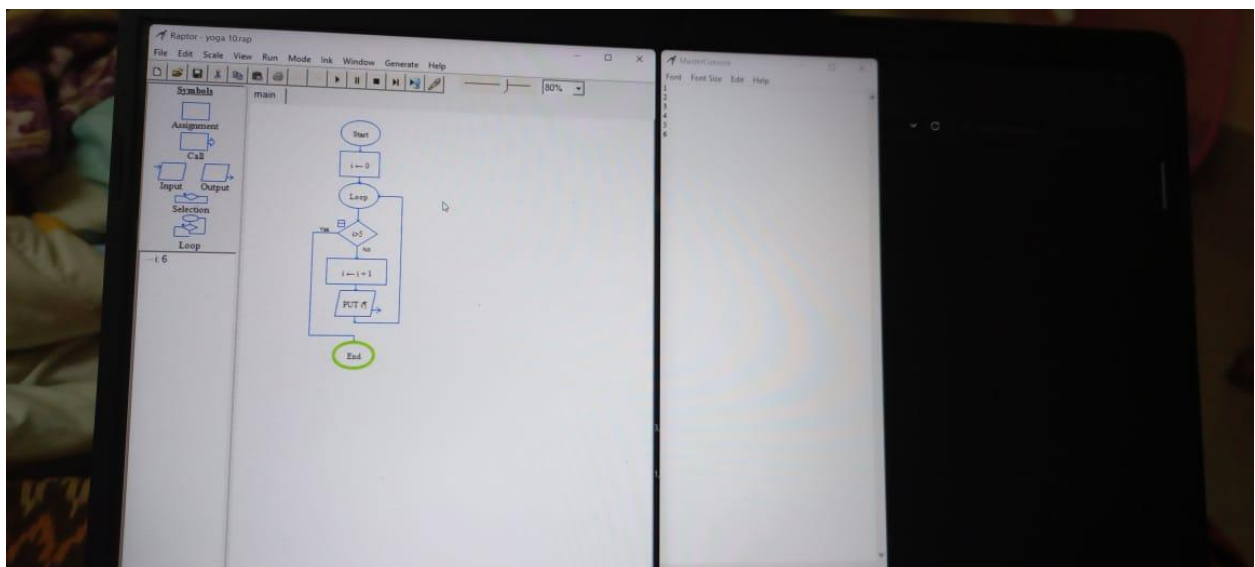 Raptor - yoga 10.rap
File Edit Scale View Run Mode Ink Window Generate Help
80%
Symbols
Assignment
Call
Input Output
Selection
Loop
i: 6
main
Start
i ← 0
Loop
Yes
i>5
No
i ← i + 1
PUT i¶
End
MasterConsole
Font Font Size Edit Help
1
2
3
4
5
6